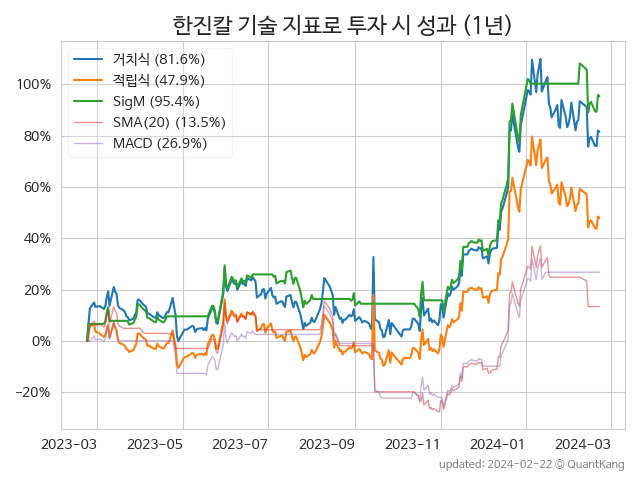 한진칼 기술 지표로 투자 시 성과 (1년)
거치식 (81.6%)
적립식 (47.9%)
SigM (95.4%)
SMA(20) (13.5%)
MACD (26.9%)
100%
80%
60%
40%
20%
0%
−20%
2023-03 2023-05 2023-07 2023-09 2023-11 2024-01 2024-03
updated: 2024-02-22 © QuantKang